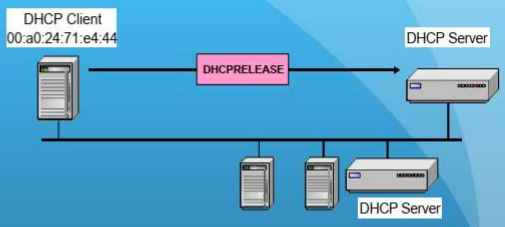 DHCP Client
00:a0:24:71:e4:44
DHCP Server
DHCPRELEASE
DHCP Server